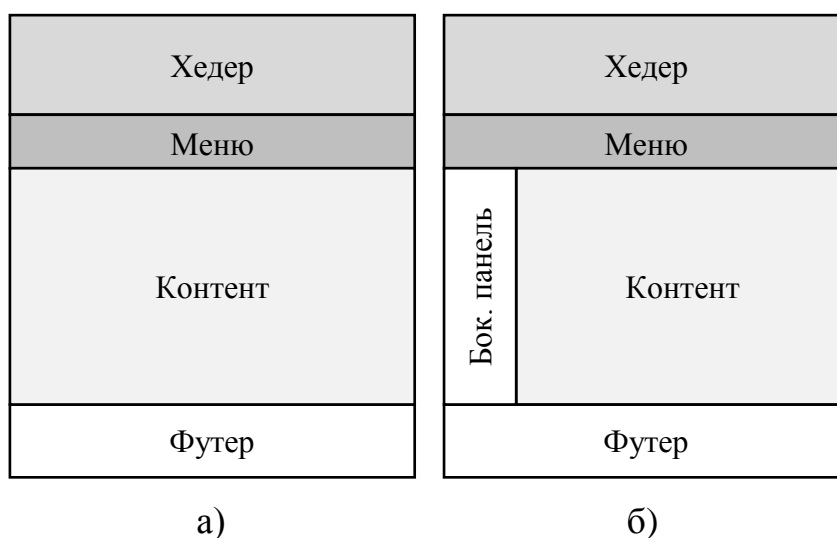 Хедер
Меню
Контент
Футер
а)
Хедер
Меню
Бок. панель
Контент
Футер
б)